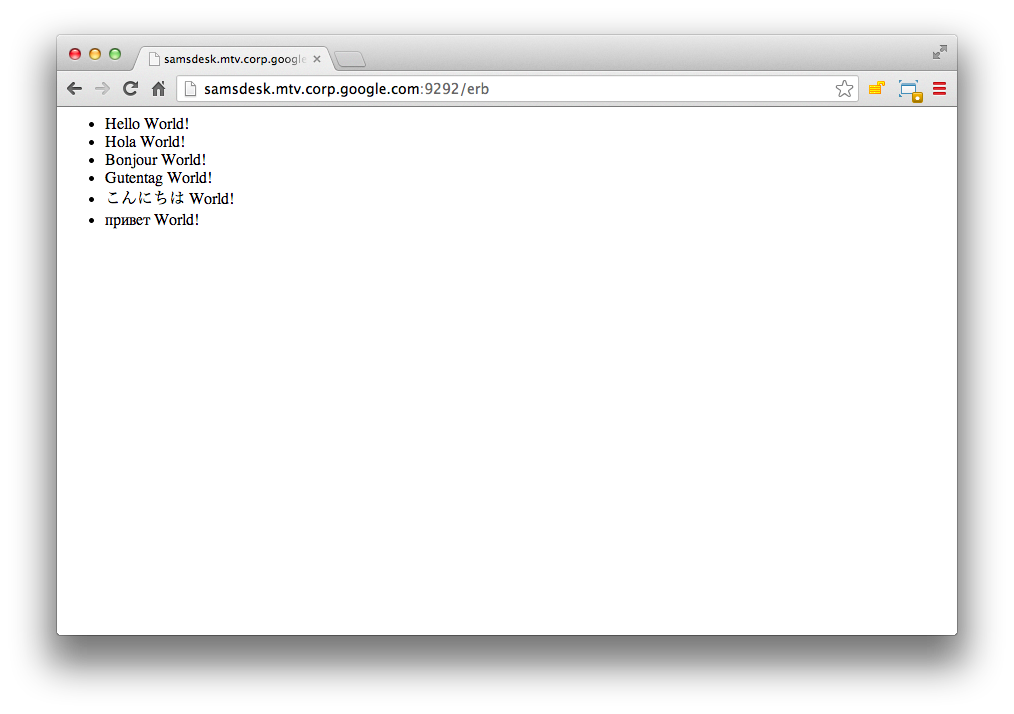 samsdesk.mtv.corp.googl
samsdesk.mtv.corp.google.com:9292/erb
Hello World!
Hola World!
Bonjour World!
Gutentag World!
こんにちは World!
привет World!